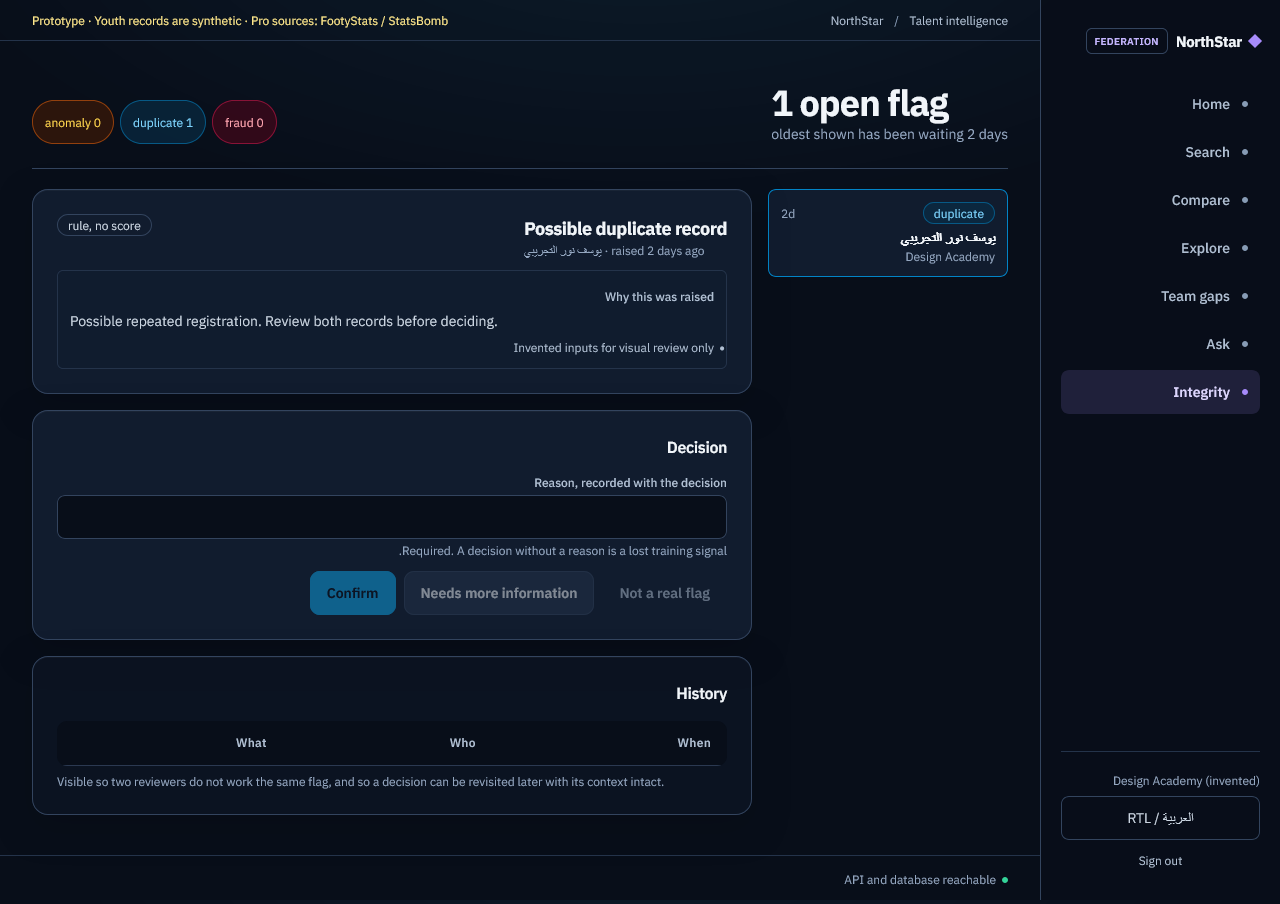 Prototype · Youth records are synthetic · Pro sources: FootyStats / StatsBomb
NorthStar / Talent intelligence
FEDERATION NorthStar
Home
Search
Compare
Explore
Team gaps
Ask
Integrity
1 open flag
oldest shown has been waiting 2 days
anomaly 0
duplicate 1
fraud 0
duplicate
2d
يوسف نور التجريبي
Design Academy
Possible duplicate record
rule, no score
يوسف نور التجريبي · raised 2 days ago
Why this was raised
Possible repeated registration. Review both records before deciding.
Invented inputs for visual review only
Decision
Reason, recorded with the decision
.Required. A decision without a reason is a lost training signal
Confirm
Needs more information
Not a real flag
History
What Who When
Visible so two reviewers do not work the same flag, and so a decision can be revisited later with its context intact.
Design Academy (invented)
RTL / العربية
Sign out
API and database reachable